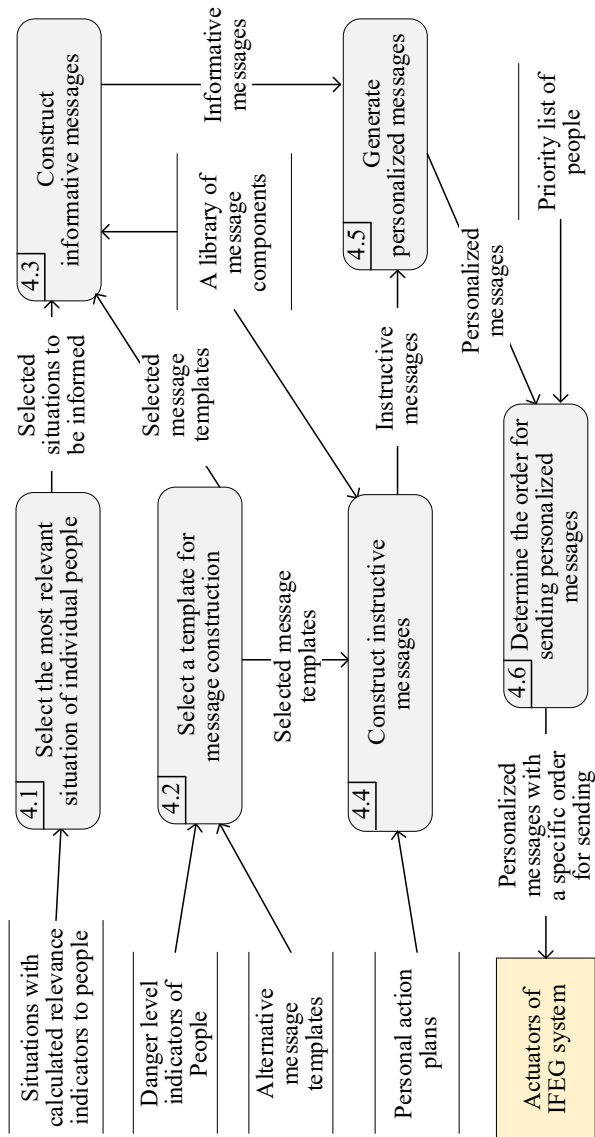 Situations with
calculated relevance
indicators to people
4.1
Select the most relevant
situation of individual people
Selected
situations to
be informed
4.3
Construct
informative messages
Danger level
indicators of
People
Alternative
message
templates
4.2
Select a template for
message construction
Selected
message
templates
A library of
message
components
Informative
messages
Selected message
templates
Personal action
plans
4.4
Construct instructive
messages
Instructive
messages
4.5
Generate
personalized messages
Personalized
messages
Priority list of
people
4.6 Determine the order for
sending personalized
messages
Personalized
messages with
a specific order
for sending
Actuators of
IFEG system